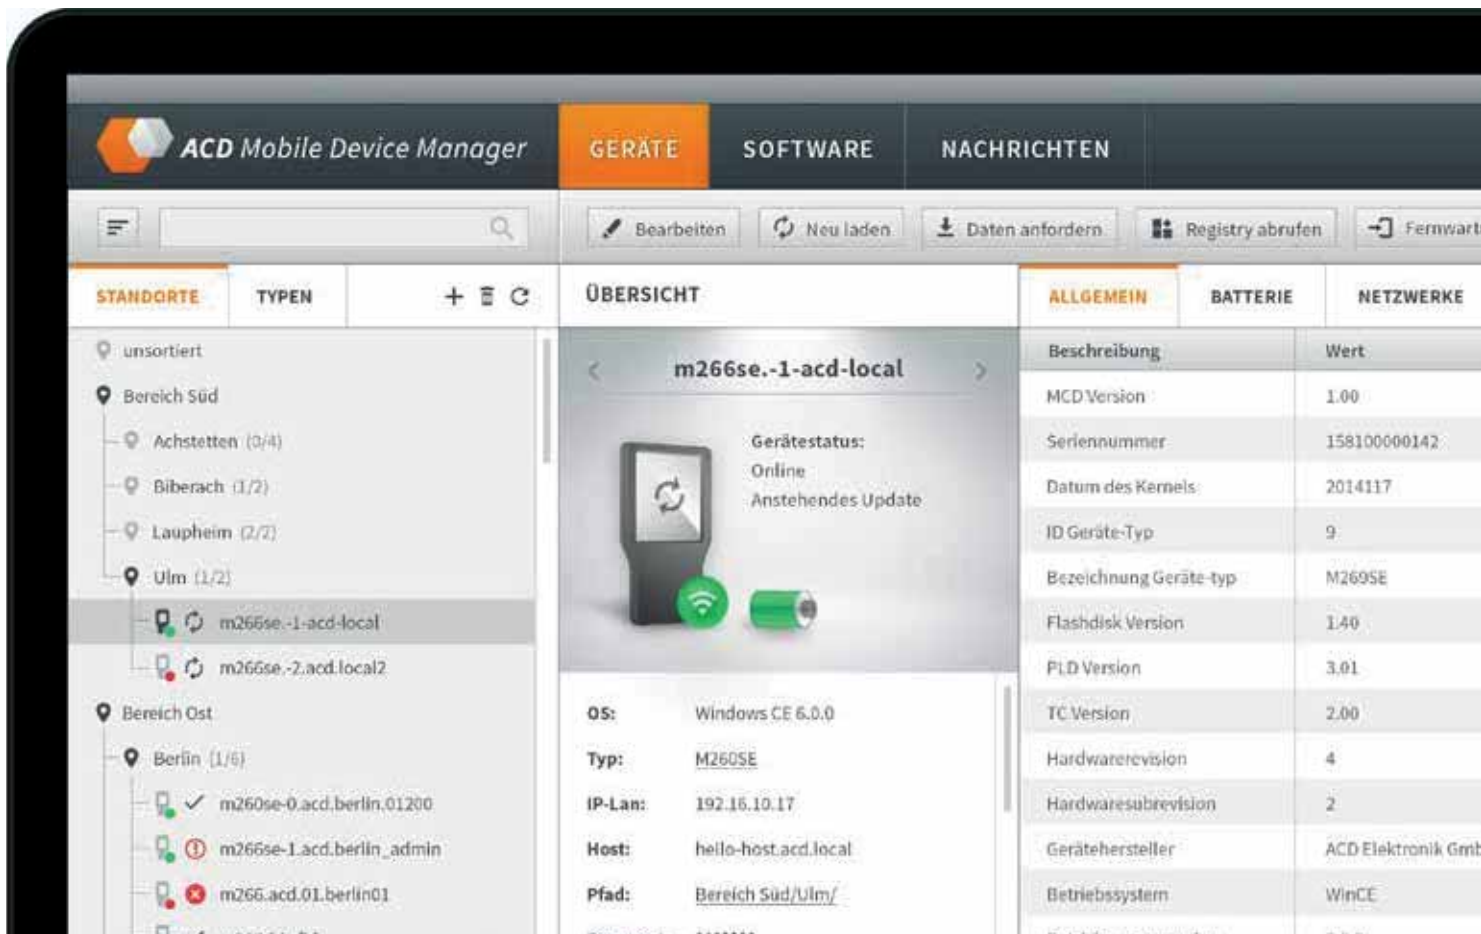 ACD Mobile Device Manager
GERÄTE
SOFTWARE
NACHRICHTEN
Bearbeiten
Neu laden
Daten anfordern
Registry abrufen
Fernwart
STANDORTE
TYPEN
unsortiert
Bereich Süd
Achstetten (0/4)
Biberach (1/2)
Laupheim (2/2)
Ulm (1/2)
m266se.-1-acd-local
m266se.-2.acd.local2
Bereich Ost
Berlin (1/6)
m260se-0.acd.berlin.01200
m266se-1.acd.berlin_admin
m266.acd.01.berlin01
ÜBERSICHT
m266se.-1-acd-local
Gerätestatus:
Online
Anstehendes Update
OS: Windows CE 6.0.0
Typ: M260SE
IP-Lan: 192.16.10.17
Host: hello-host.acd.local
Pfad: Bereich Süd/Ulm/
ALLGEMEIN
BATTERIE
NETZWERKE
Beschreibung Wert
MCD Version 1.00
Seriennummer 158100000142
Datum des Kernels 2014117
ID Geräte-Typ 9
Bezeichnung Geräte-typ M269SE
Flashdisk Version 1.40
PLD Version 3.01
TC Version 2.00
Hardwarerevision 4
Hardwaresubrevision 2
Gerätehersteller ACD Elektronik Gmb
Betriebssystem WinCE